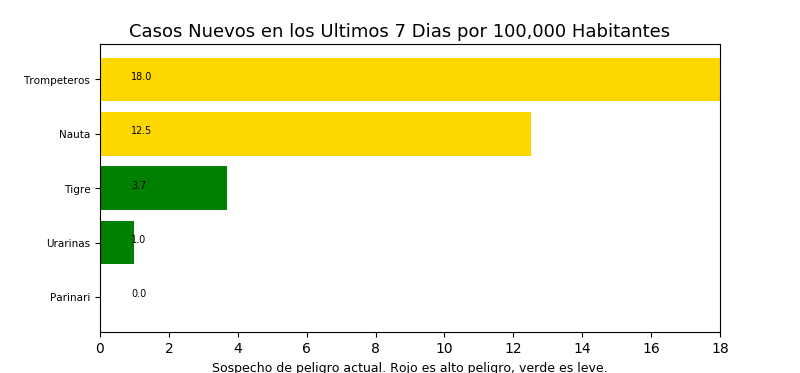 Casos Nuevos en los Ultimos 7 Dias por 100,000 Habitantes
Trompeteros 18.0
Nauta 12.5
Tigre 3.7
Urarinas 1.0
Parinari 0.0
0 2 4 6 8 10 12 14 16 18
Sospecho de peligro actual. Rojo es alto peligro, verde es leve.